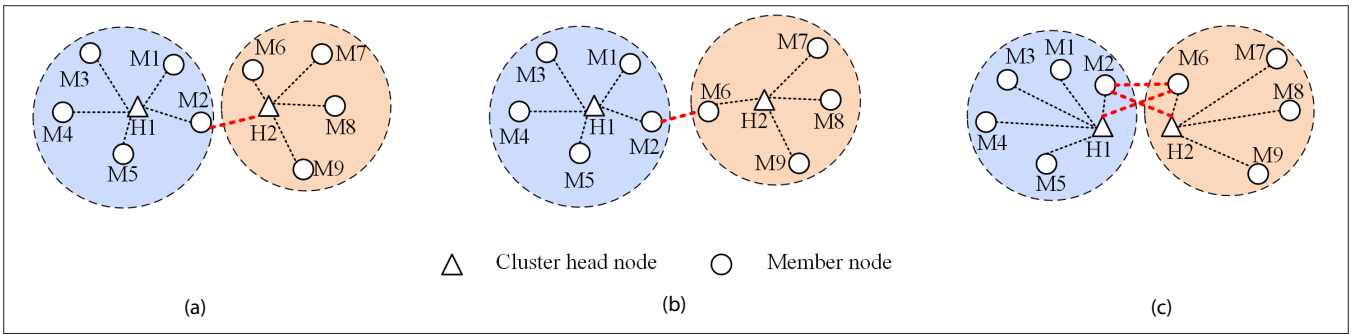 M3 M1 M2 M4 H1 M5 M6 M7 H2 M8 M9
M3 M1 M4 H1 M2 M5 M6 M7 H2 M8 M9
M3 M1 M2 M4 H1 M5 M6 M7 M8 H2 M9
Cluster head node
Member node
(a)
(b)
(c)